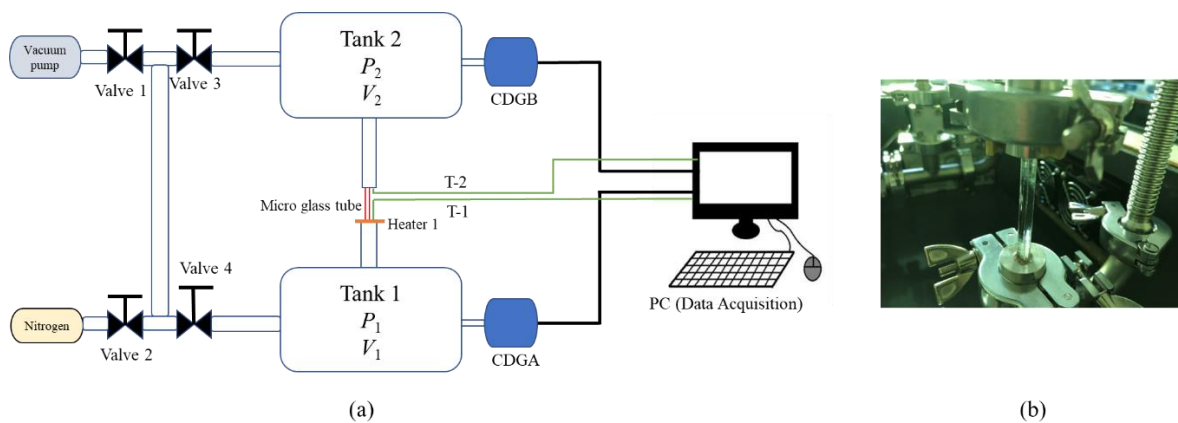 Vacuum
pump
Valve 1
Valve 3
Tank 2
P2
V2
CDGB
T-2
Micro glass tube
T-1
Heater 1
Valve 4
Tank 1
P1
V1
CDGA
PC (Data Acquisition)
Nitrogen
Valve 2
(a)
(b)